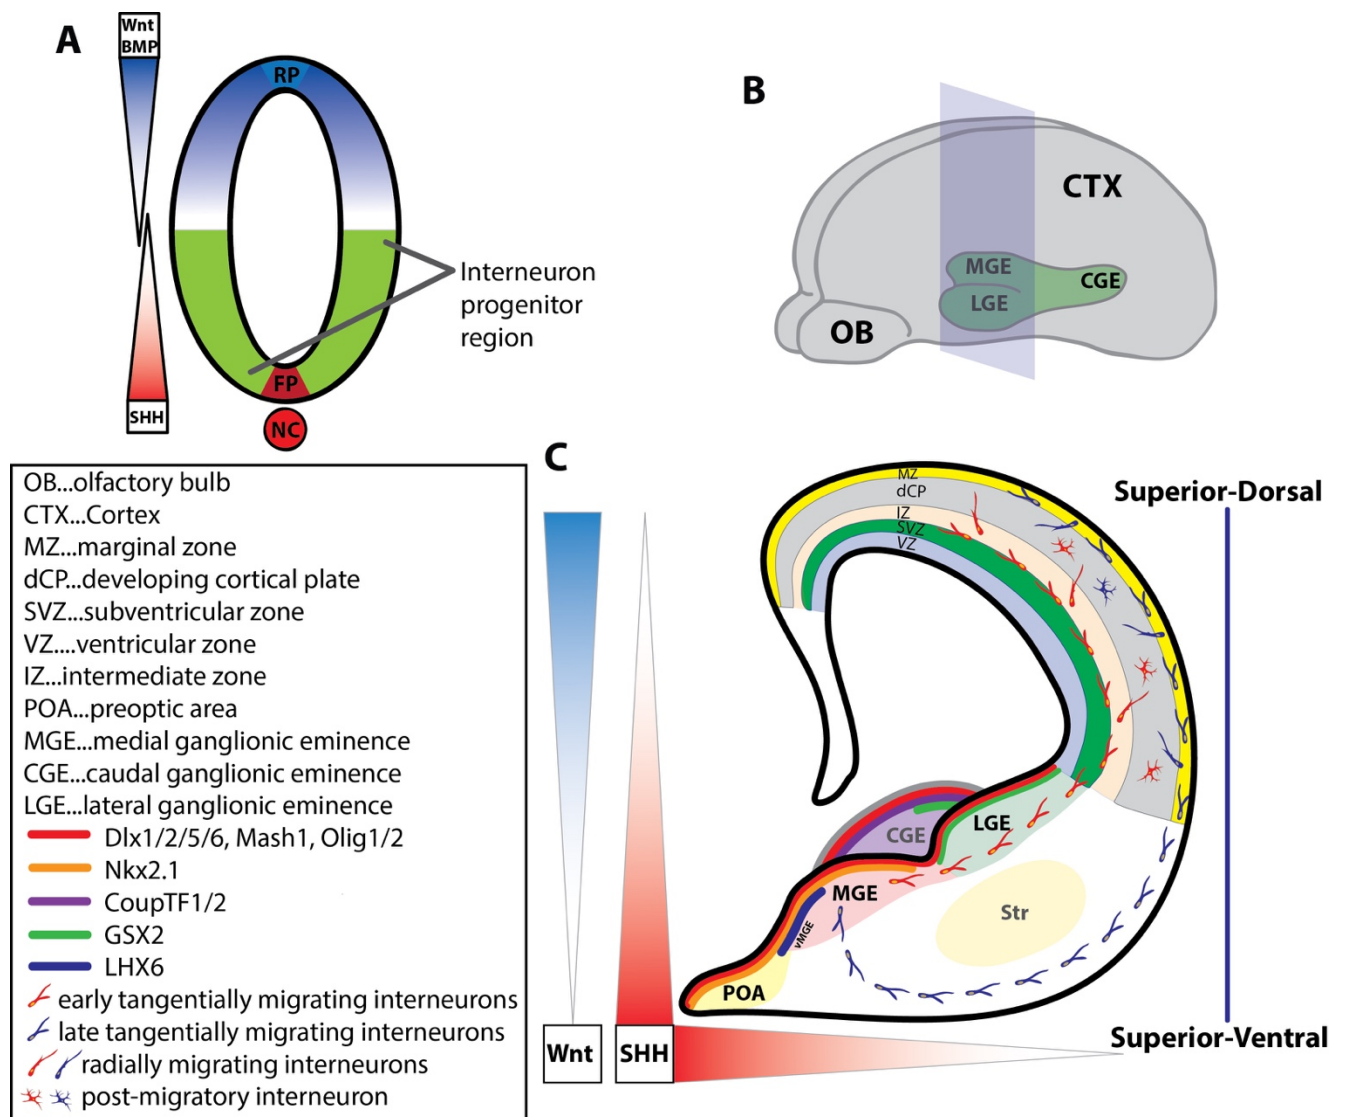 A
Wnt
BMP
RP
Interneuron
progenitor
region
FP
SHH
NC
B
CTX
MGE
CGE
LGE
OB
OB...olfactory bulb
CTX...Cortex
MZ...marginal zone
dCP...developing cortical plate
SVZ...subventricular zone
VZ....ventricular zone
IZ...intermediate zone
POA...preoptic area
MGE...medial ganglionic eminence
CGE...caudal ganglionic eminence
LGE...lateral ganglionic eminence
Dlx1/2/5/6, Mash1, Olig1/2
Nkx2.1
CoupTF1/2
GSX2
LHX6
early tangentially migrating interneurons
late tangentially migrating interneurons
radially migrating interneurons
post-migratory interneuron
C
MZ
dCP
IZ
SVZ
VZ
Superior-Dorsal
CGE
LGE
MGE
vMGE
Str
POA
Superior-Ventral
Wnt
SHH